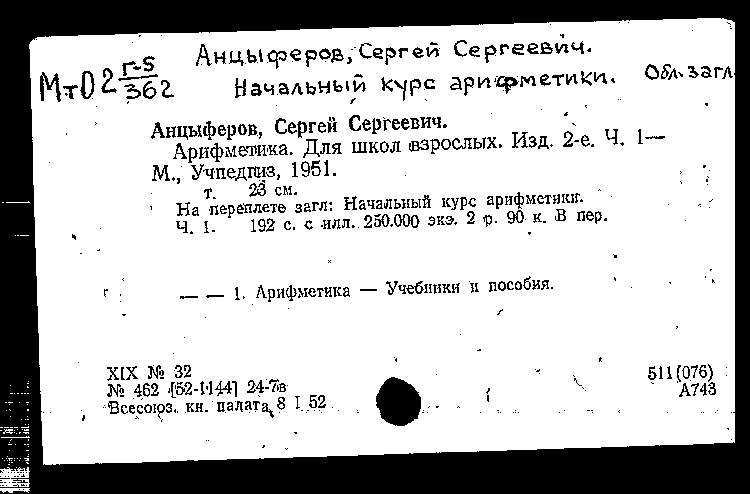 Анцыферов, Сергей Сергеевич.
МтО2 Г-5/362
Начальный курс арифметики. Обл. загл.
Анцыферов, Сергей Сергеевич.
Арифметика. Для школ взрослых. Изд. 2-е. Ч. 1—
М., Учпедгиз, 1951.
т. 23 см.
На переплете загл: Начальный курс арифметики.
Ч. 1. 192 с. с илл. 250.000 экз. 2 р. 90 к. В пер.
— — 1. Арифметика — Учебники и пособия.
XIX № 32 511(076)
№ 462 [52-1144] 24-7в А743
Всесоюз. кн. палата 8 I 52